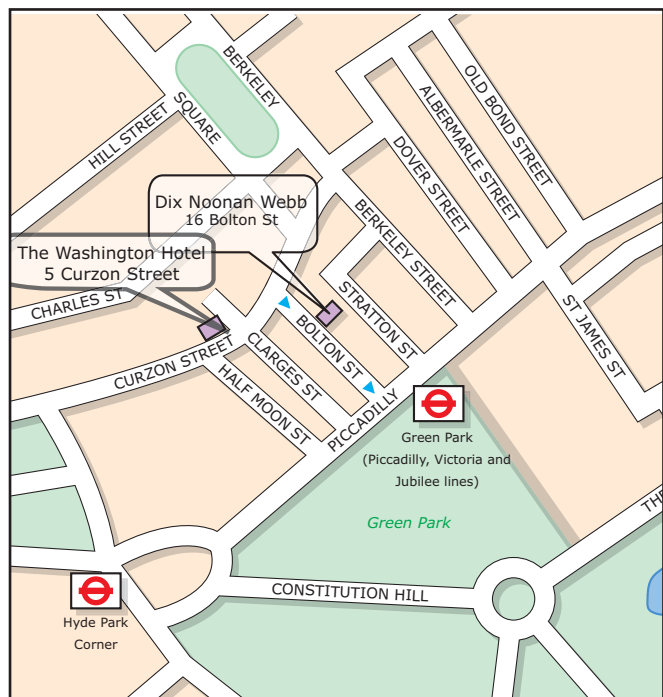 BERKELEY
SQUARE
HILL STREET
OLD BOND STREET
ALBERMARLE STREET
DOVER STREET
Dix Noonan Webb
16 Bolton St
BERKELEY STREET
The Washington Hotel
5 Curzon Street
CHARLES ST
STRATTON ST
BOLTON ST
ST JAMES ST
CURZON STREET
CLARGES ST
HALF MOON ST
PICCADILLY
Green Park
(Piccadilly, Victoria and
Jubilee lines)
THE
Green Park
CONSTITUTION HILL
Hyde Park
Corner